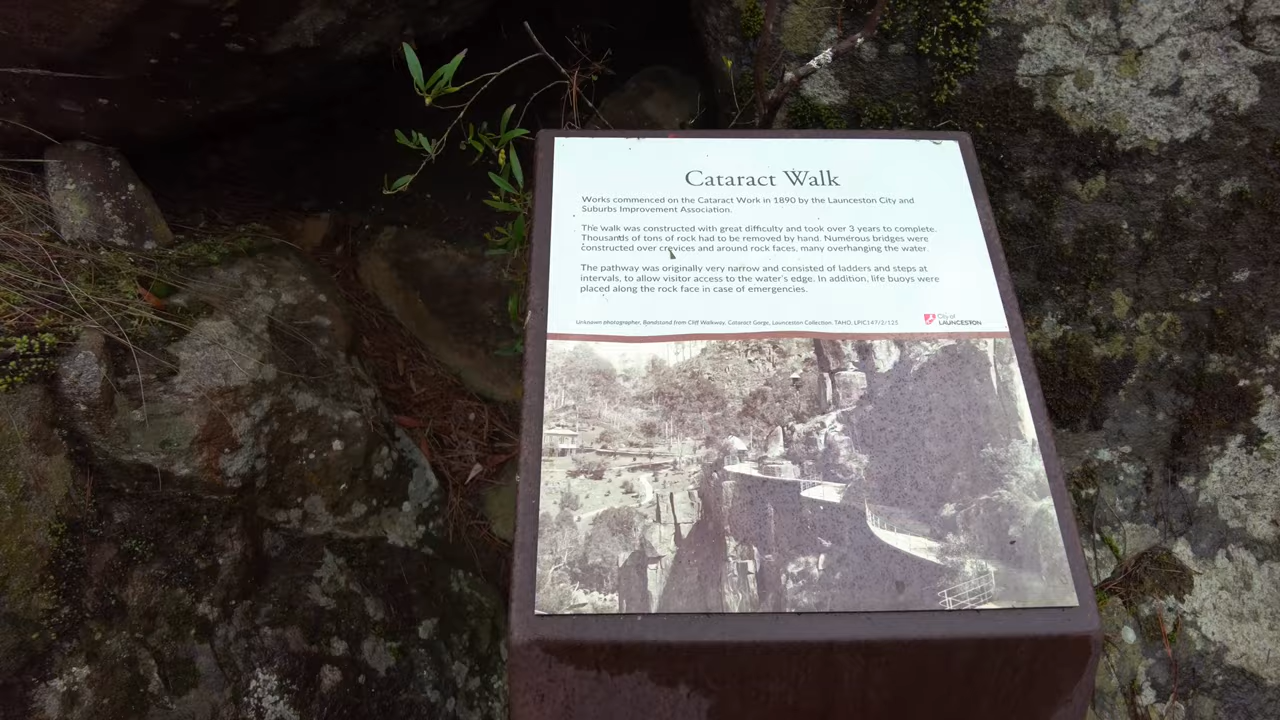 Cataract Walk
Works commenced on the Cataract Work in 1890 by the Launceston City and
Suburbs Improvement Association.
The walk was constructed with great difficulty and took over 3 years to complete.
Thousands of tons of rock had to be removed by hand. Numerous bridges were
constructed over crevices and around rock faces, many overhanging the water.
The pathway was originally very narrow and consisted of ladders and steps at
intervals, to allow visitor access to the water's edge. In addition, life buoys were
placed along the rock face in case of emergencies.
Unknown photographer, Bandstand from Cliff Walkway, Cataract Gorge, Launceston Collection, TAHO, LPIC147/2/125
City of
LAUNCESTON